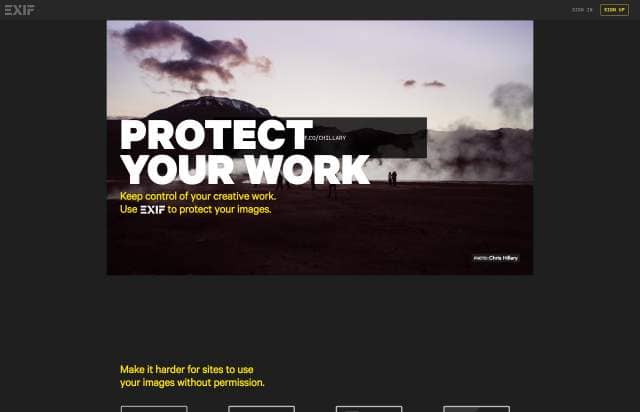 EXIF
SIGN IN
SIGN UP
PROTECT
F.CO/CHILLARY
YOUR WORK
Keep control of your creative work.
Use EXIF to protect your images.
PHOTO: Chris Hillary
Make it harder for sites to use
your images without permission.